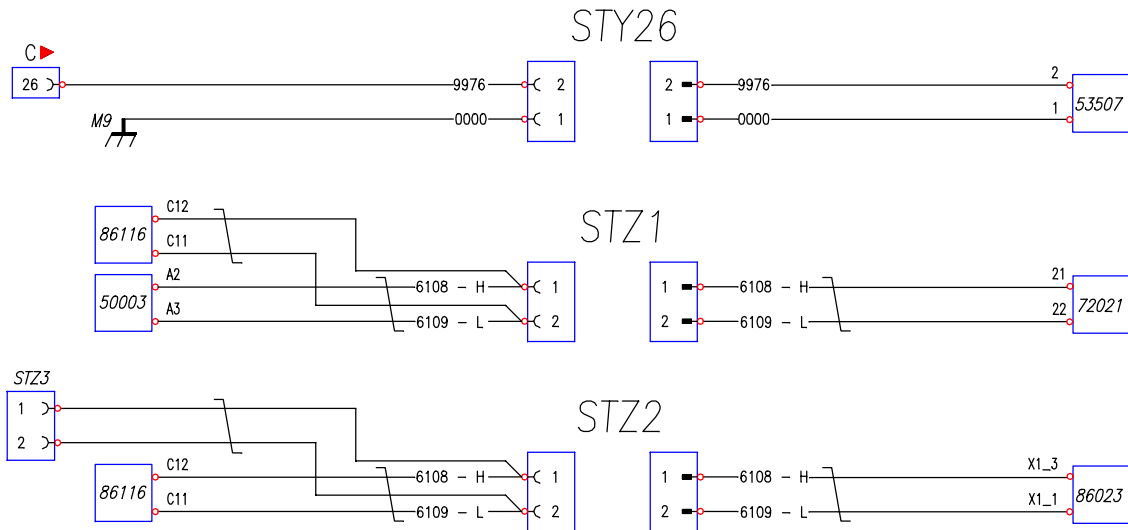 STY26
C
26
9976
2
2
9976
2
53507
M9
0000
1
1
0000
1
STZ1
86116
C12
C11
50003
A2
6108 - H
1
1
6108 - H
21
72021
A3
6109 - L
2
2
6109 - L
22
STZ3
1
2
STZ2
86116
C12
6108 - H
1
1
6108 - H
X1_3
86023
C11
6109 - L
2
2
6109 - L
X1_1